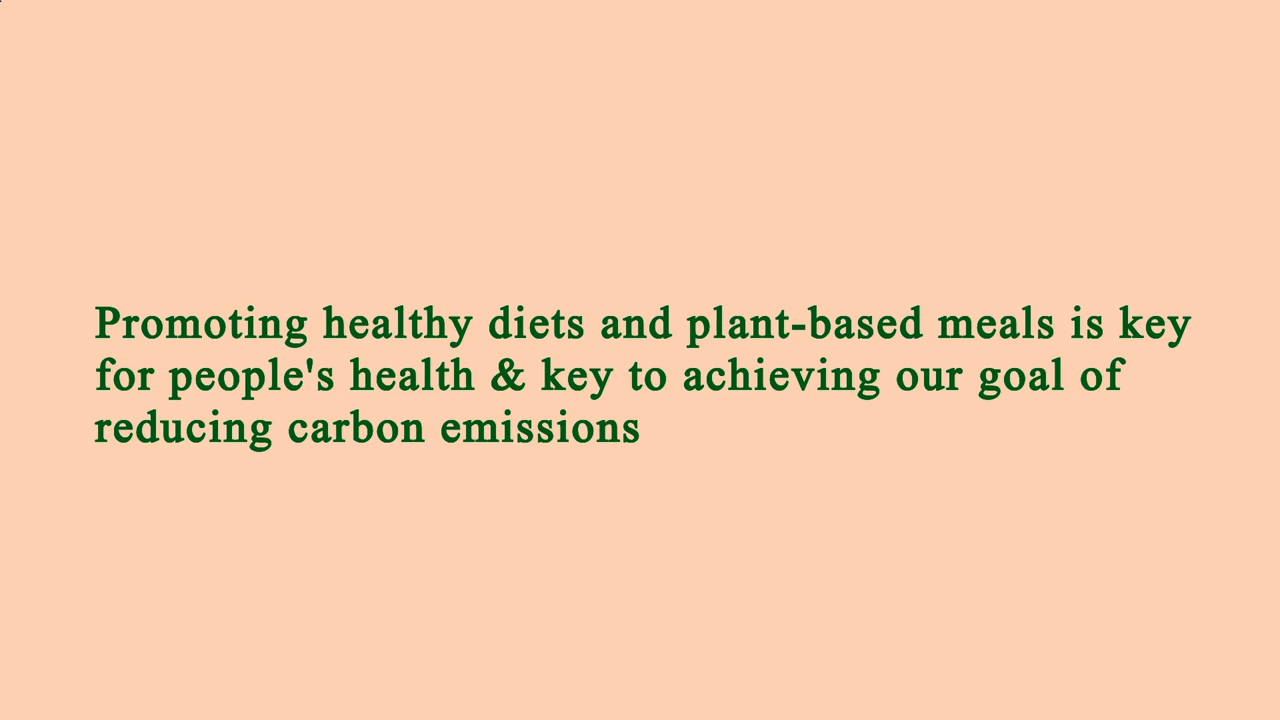 Promoting healthy diets and plant-based meals is key
for people's health & key to achieving our goal of
reducing carbon emissions